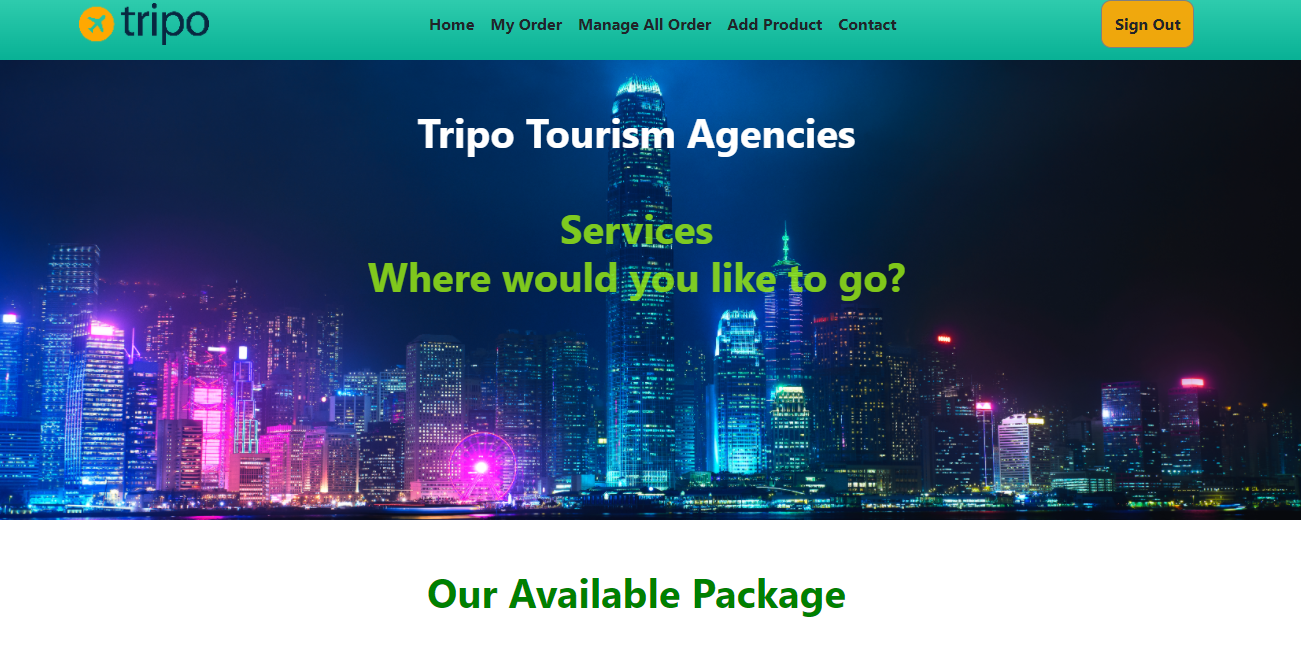 tripo
Home My Order Manage All Order Add Product Contact
Sign Out
Tripo Tourism Agencies
Services
Where would you like to go?
Our Available Package